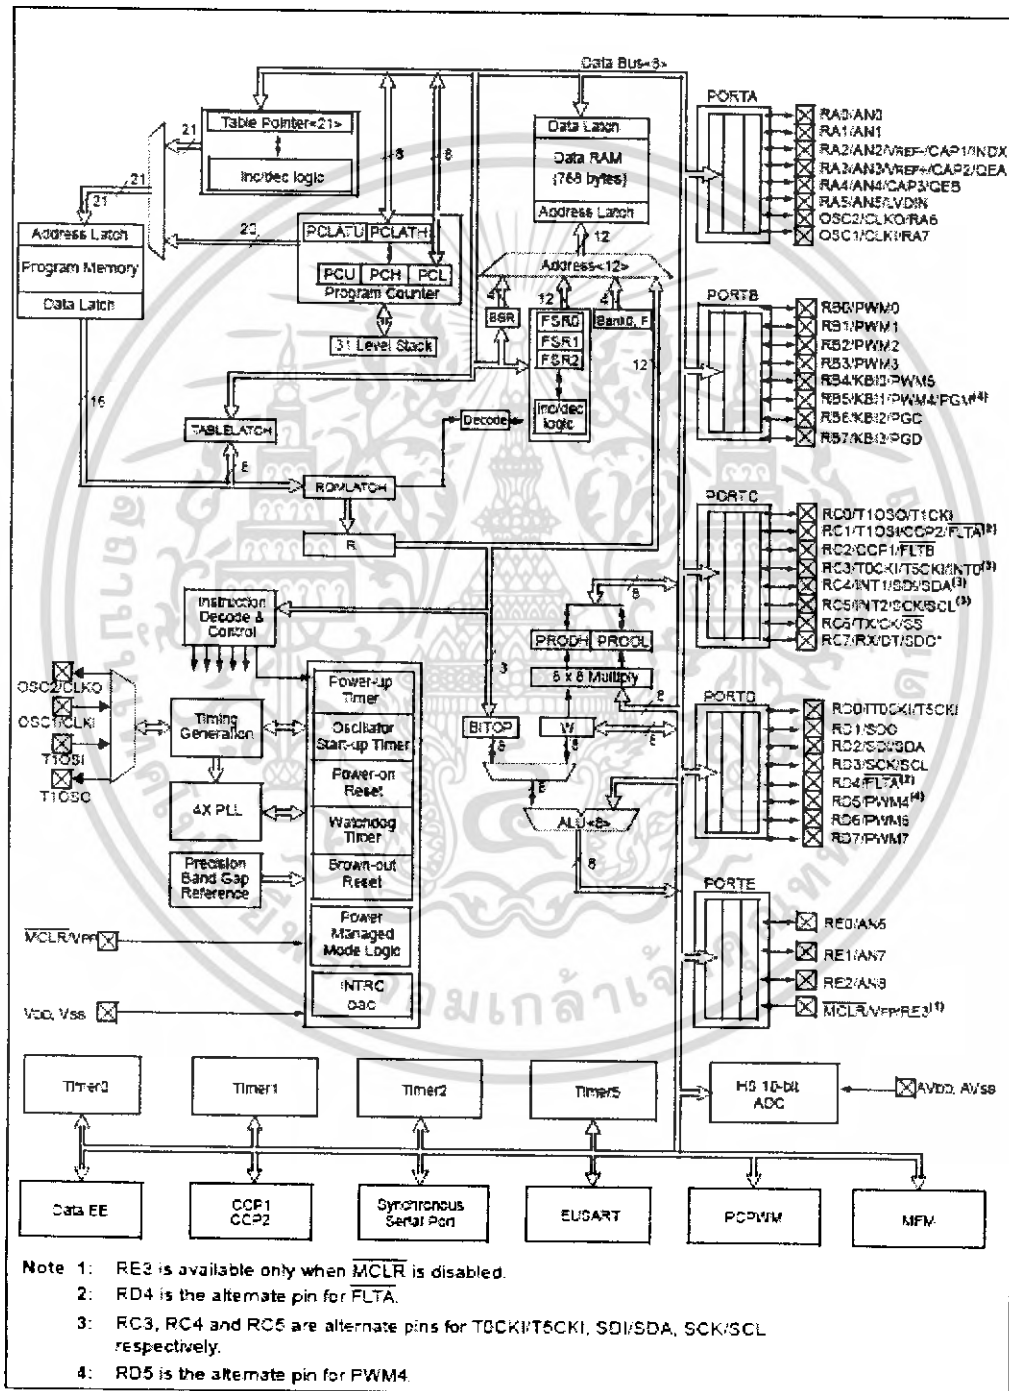 Data Bus<8>
21
Table Pointer<21>
inc/dec logic
21
21
8
8
Data Latch
Data RAM
(768 bytes)
Address Latch
12
Address<12>
PCLATU PCLATH
PCU PCH PCL
Program Counter
20
31 Level Stack
Address Latch
Program Memory
Data Latch
16
4
BSR
12
FSR0
FSR1
FSR2
inc/dec
logic
4
Bank0, F
12
Decode
TABLELATCH
8
ROMLATCH
IR
Instruction
Decode &
Control
OSC2/CLKO
OSC1/CLKI
T1OSI
T1OSO
Timing
Generation
4X PLL
Precision
Band Gap
Reference
MCLR/VPP
VDD, VSS
Power-up
Timer
Oscillator
Start-up Timer
Power-on
Reset
Watchdog
Timer
Brown-out
Reset
Power
Managed
Mode Logic
INTRC
OSC
8
PRODH PRODL
8 x 8 Multiply
3
8
BITOP
W
8
8
8
8
ALU<8>
8
PORTA
RA0/AN0
RA1/AN1
RA2/AN2/VREF-/CAP1/INDX
RA3/AN3/VREF+/CAP2/QEA
RA4/AN4/CAP3/QEB
RA5/AN5/LVDIN
OSC2/CLKO/RA6
OSC1/CLKI/RA7
PORTB
RB0/PWM0
RB1/PWM1
RB2/PWM2
RB3/PWM3
RB4/KBI0/PWM5
RB5/KBI1/PWM4/PGM(4)
RB6/KBI2/PGC
RB7/KBI3/PGD
PORTC
RC0/T1OSO/T1CKI
RC1/T1OSI/CCP2/FLTA(2)
RC2/CCP1/FLTB
RC3/T0CKI/T5CKI/INT0(3)
RC4/INT1/SDI/SDA(3)
RC5/INT2/SCK/SCL(3)
RC6/TX/CK/SS
RC7/RX/DT/SDO*
PORTD
RD0/T0CKI/T5CKI
RD1/SDO
RD2/SDI/SDA
RD3/SCK/SCL
RD4/FLTA(2)
RD5/PWM4(4)
RD6/PWM6
RD7/PWM7
PORTE
RE0/AN6
RE1/AN7
RE2/AN8
MCLR/VPP/RE3(1)
Timer0
Timer1
Timer2
Timer5
HS 10-bit
ADC
AVDD, AVSS
Data EE
CCP1
CCP2
Synchronous
Serial Port
EUSART
PCPWM
MFM
Note 1: RE3 is available only when MCLR is disabled.
2: RD4 is the alternate pin for FLTA.
3: RC3, RC4 and RC5 are alternate pins for T0CKI/T5CKI, SDI/SDA, SCK/SCL
respectively.
4: RD5 is the alternate pin for PWM4.